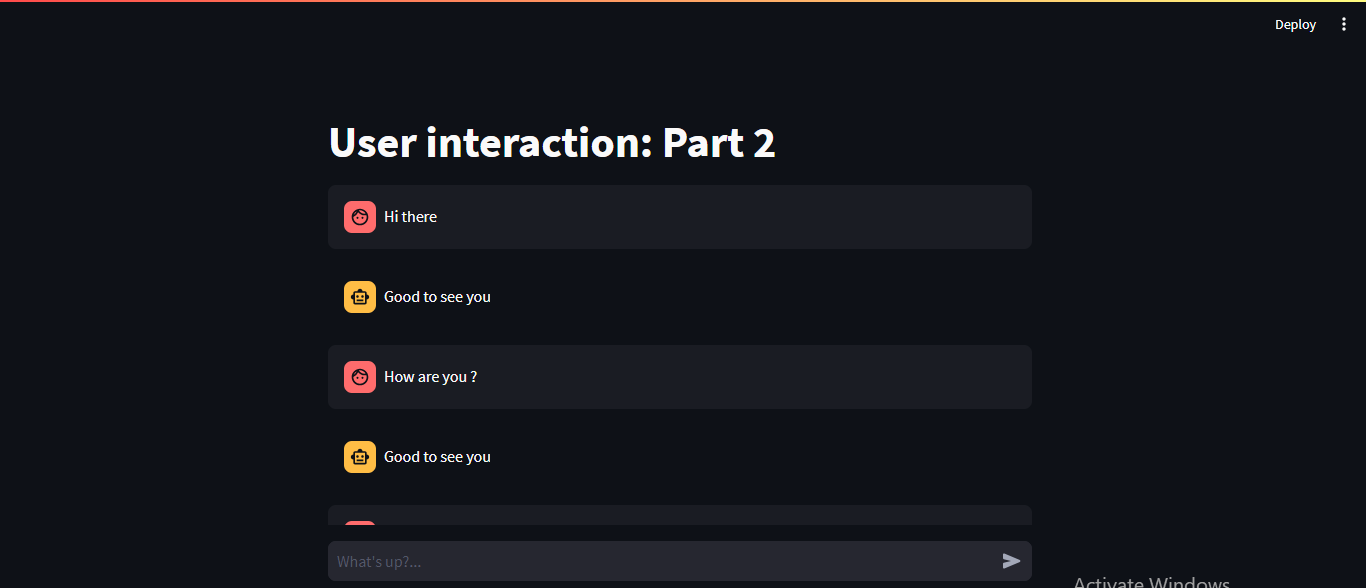 Deploy
User interaction: Part 2
Hi there
Good to see you
How are you ?
Good to see you
What's up?...
Activate Windows